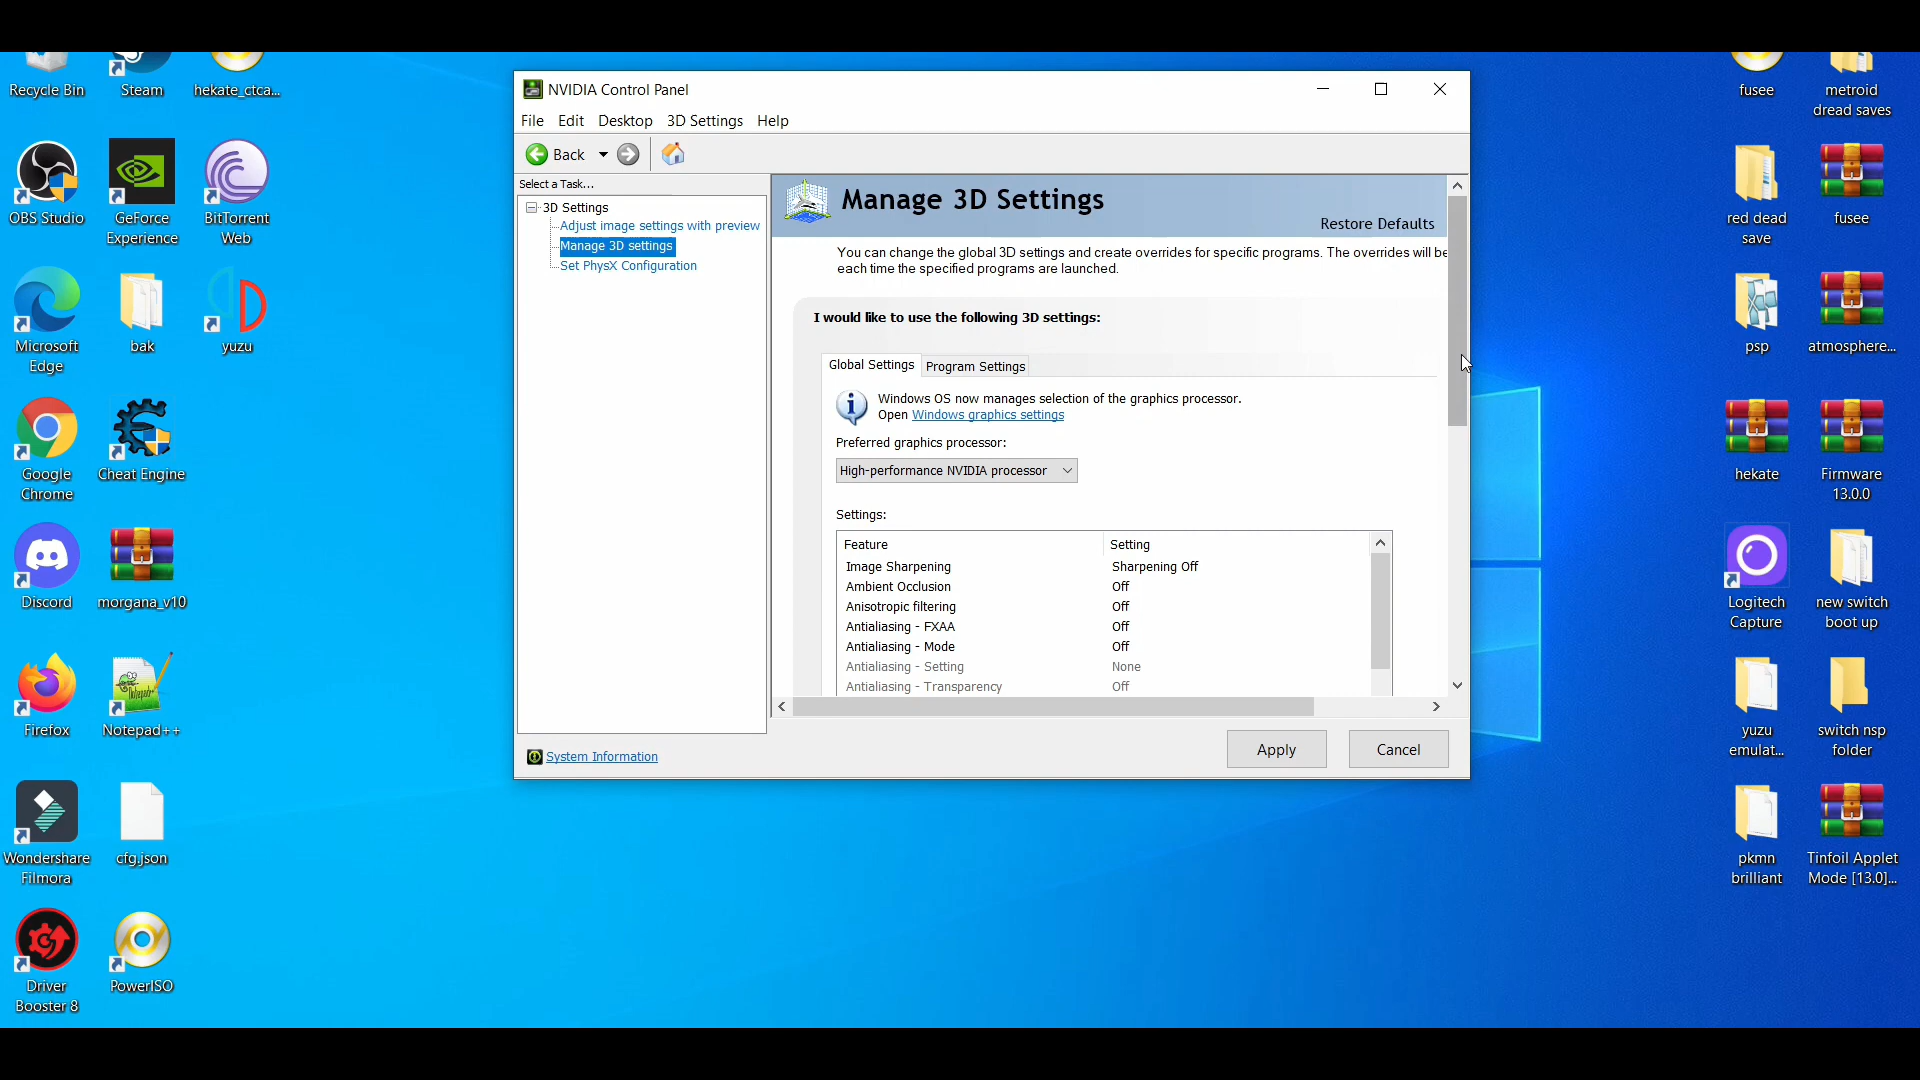 Recycle Bin
Steam
hekate_ctca...
OBS Studio
GeForce
Experience
BitTorrent
Web
Microsoft
Edge
bak
yuzu
Google
Chrome
Cheat Engine
Discord
morgana_v10
Firefox
Notepad++
Wondershare
Filmora
cfg.json
Driver
Booster 8
PowerISO
NVIDIA Control Panel
File Edit Desktop 3D Settings Help
Back
Select a Task...
3D Settings
Adjust image settings with preview
Manage 3D settings
Set PhysX Configuration
System Information
Manage 3D Settings
Restore Defaults
You can change the global 3D settings and create overrides for specific programs. The overrides will be
each time the specified programs are launched.
I would like to use the following 3D settings:
Global Settings Program Settings
Windows OS now manages selection of the graphics processor.
Open Windows graphics settings
Preferred graphics processor:
High-performance NVIDIA processor
Settings:
Feature Setting
Image Sharpening Sharpening Off
Ambient Occlusion Off
Anisotropic filtering Off
Antialiasing - FXAA Off
Antialiasing - Mode Off
Antialiasing - Setting None
Antialiasing - Transparency Off
Apply Cancel
fusee
metroid
dread saves
red dead
save
fusee
psp
atmosphere...
hekate
Firmware
13.0.0
Logitech
Capture
new switch
boot up
yuzu
emulat...
switch nsp
folder
pkmn
brilliant
Tinfoil Applet
Mode [13.0]...